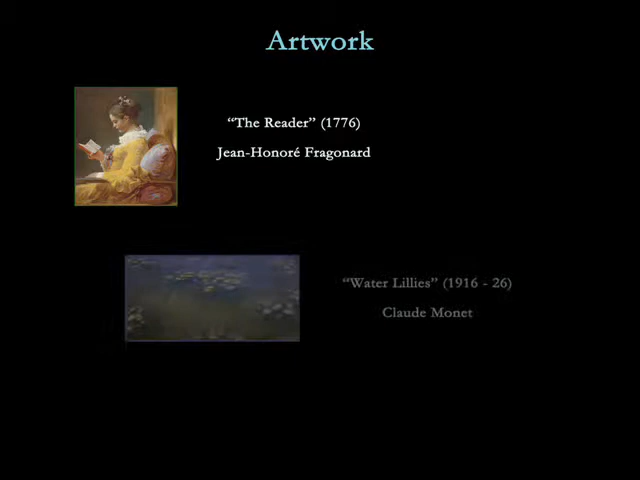 Artwork
“The Reader” (1776)
Jean-Honoré Fragonard
“Water Lillies” (1916 - 26)
Claude Monet